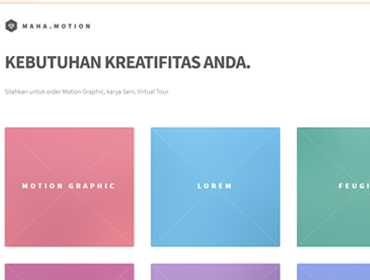 MAHA.MOTION
KEBUTUHAN KREATIFITAS ANDA.
Silahkan untuk order Motion Graphic, karya Seni, Virtual Tour.
MOTION GRAPHIC
LOREM
FEUGI